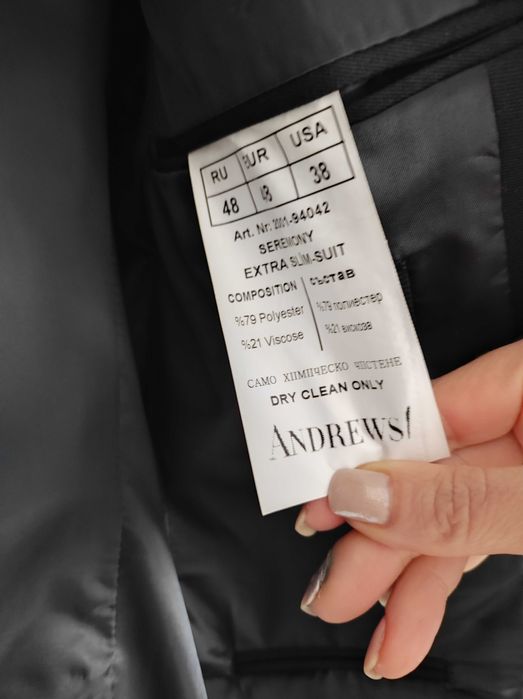 RU EUR USA
48 48 38
Art. Nr: 2001-94042
SEREMONY
EXTRA SLIM-SUIT
COMPOSITION състав
%79 Polyester %79 полиестер
%21 Viscose %21 вискоза
САМО ХИМИЧЕСКО ЧИСТЕНЕ
DRY CLEAN ONLY
ANDREWS/